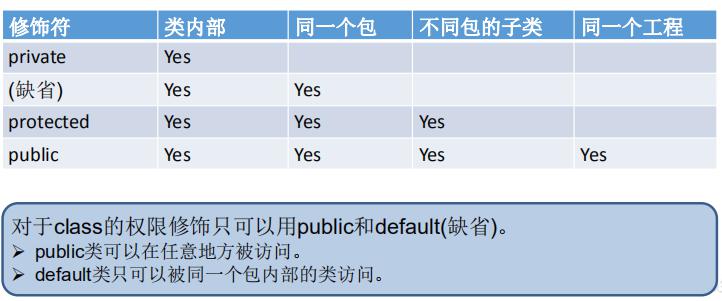 修饰符 类内部 同一个包 不同包的子类 同一个工程
private Yes
(缺省) Yes Yes
protected Yes Yes Yes
public Yes Yes Yes Yes
对于class的权限修饰只可以用public和default(缺省)。
➢ public类可以在任意地方被访问。
➢ default类只可以被同一个包内部的类访问。